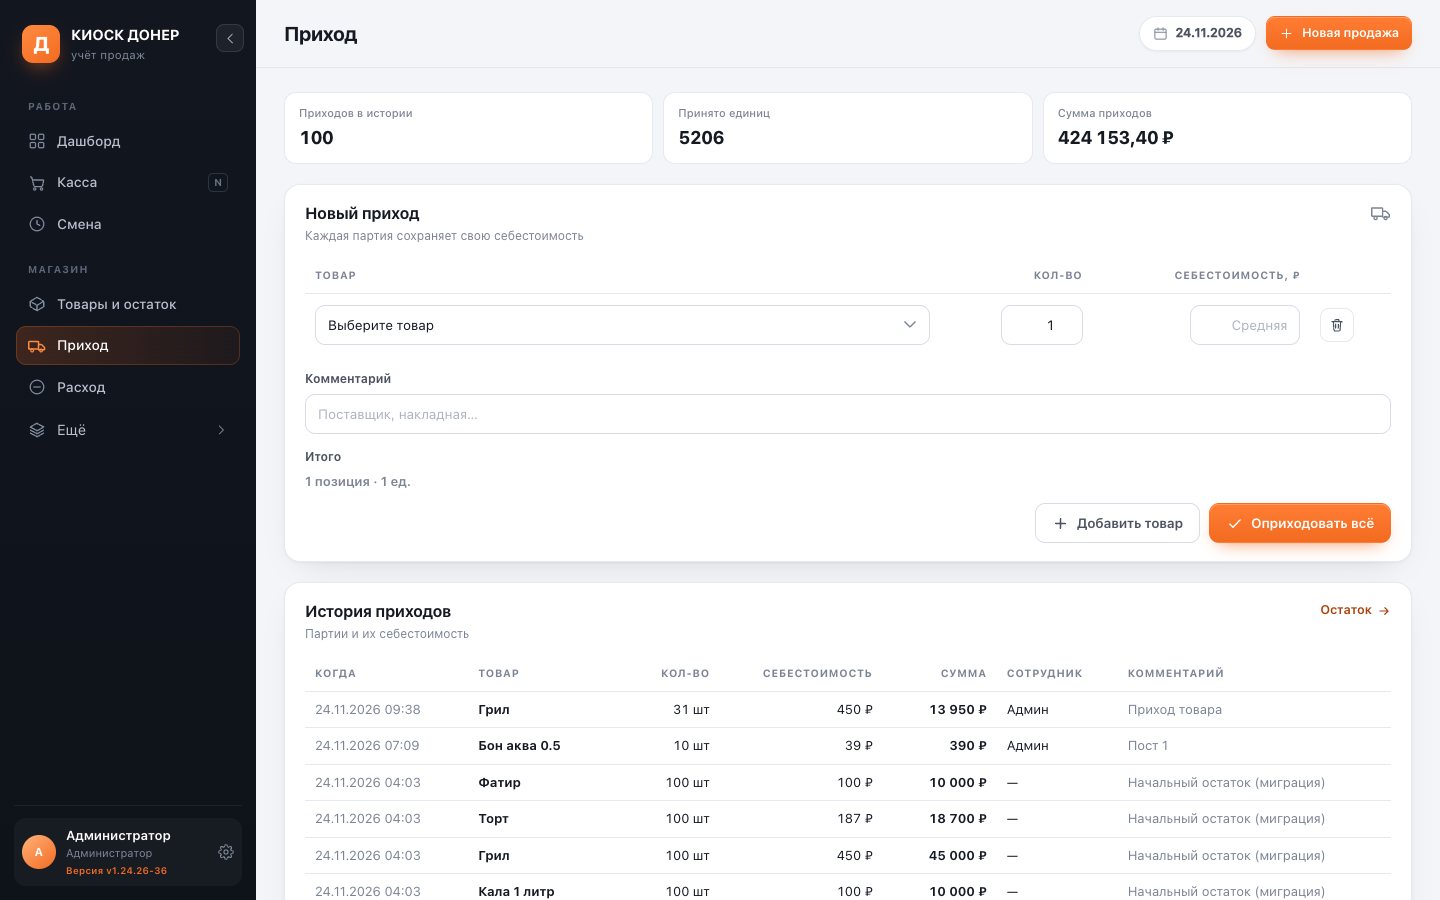 Д
КИОСК ДОНЕР
учёт продаж
РАБОТА
Дашборд
Касса N
Смена
МАГАЗИН
Товары и остаток
Приход
Расход
Ещё
А
Администратор
Администратор
Версия v1.24.26-36
Приход
24.11.2026
Новая продажа
Приходов в истории
100
Принято единиц
5206
Сумма приходов
424 153,40 ₽
Новый приход
Каждая партия сохраняет свою себестоимость
ТОВАР КОЛ-ВО СЕБЕСТОИМОСТЬ, ₽
Выберите товар 1 Средняя
Комментарий
Поставщик, накладная…
Итого
1 позиция · 1 ед.
Добавить товар
Оприходовать всё
История приходов
Остаток →
Партии и их себестоимость
КОГДА ТОВАР КОЛ-ВО СЕБЕСТОИМОСТЬ СУММА СОТРУДНИК КОММЕНТАРИЙ
24.11.2026 09:38 Грил 31 шт 450 ₽ 13 950 ₽ Админ Приход товара
24.11.2026 07:09 Бон аква 0.5 10 шт 39 ₽ 390 ₽ Админ Пост 1
24.11.2026 04:03 Фатир 100 шт 100 ₽ 10 000 ₽ — Начальный остаток (миграция)
24.11.2026 04:03 Торт 100 шт 187 ₽ 18 700 ₽ — Начальный остаток (миграция)
24.11.2026 04:03 Грил 100 шт 450 ₽ 45 000 ₽ — Начальный остаток (миграция)
24.11.2026 04:03 Кала 1 литр 100 шт 100 ₽ 10 000 ₽ — Начальный остаток (миграция)